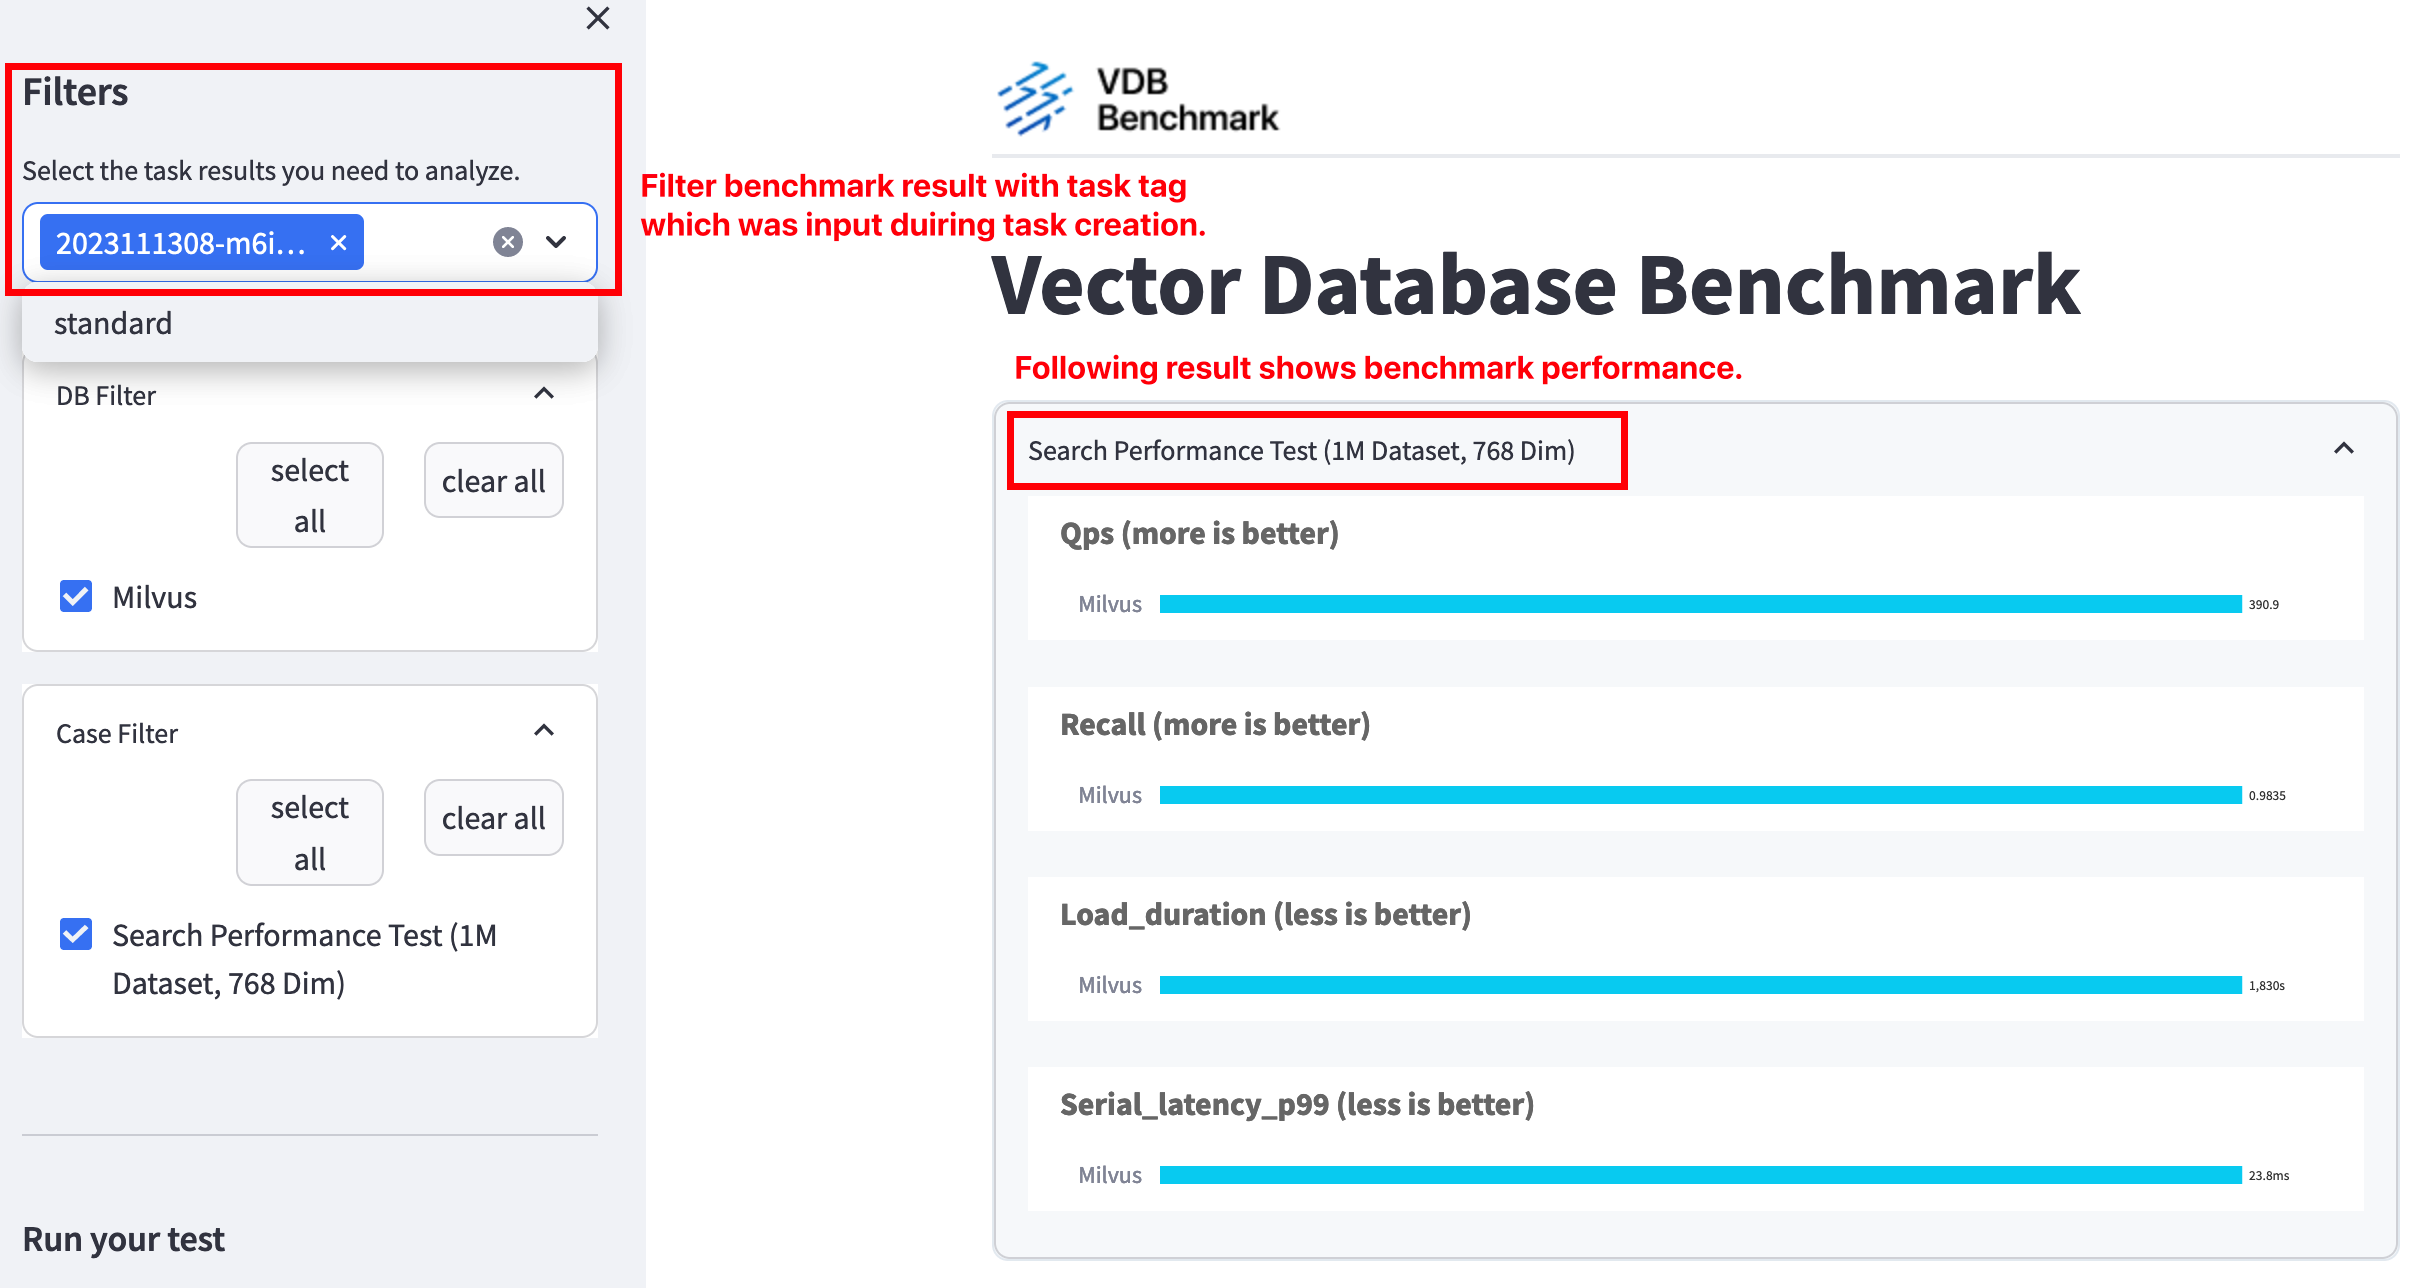 Filters
Select the task results you need to analyze.
2023111308-m6i...
standard
DB Filter
select
all
clear all
Milvus
Case Filter
select
all
clear all
Search Performance Test (1M
Dataset, 768 Dim)
Run your test
VDB
Benchmark
Filter benchmark result with task tag
which was input duiring task creation.
Vector Database Benchmark
Following result shows benchmark performance.
Search Performance Test (1M Dataset, 768 Dim)
Qps (more is better)
Milvus 390.9
Recall (more is better)
Milvus 0.9835
Load_duration (less is better)
Milvus 1,830s
Serial_latency_p99 (less is better)
Milvus 23.8ms